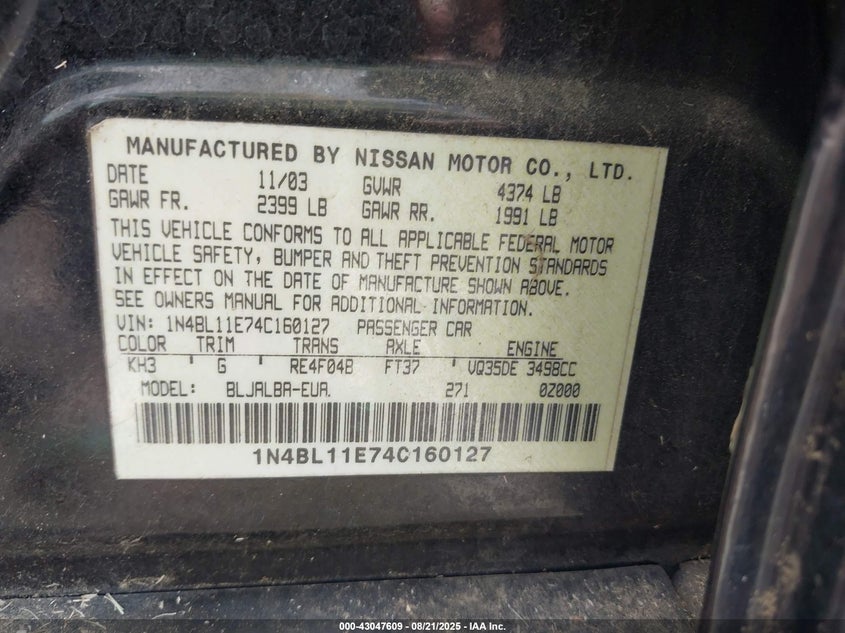 MANUFACTURED BY NISSAN MOTOR CO., LTD.
DATE 11/03 GVWR 4374 LB
GAWR FR. 2399 LB GAWR RR. 1991 LB
THIS VEHICLE CONFORMS TO ALL APPLICABLE FEDERAL MOTOR
VEHICLE SAFETY, BUMPER AND THEFT PREVENTION STANDARDS
IN EFFECT ON THE DATE OF MANUFACTURE SHOWN ABOVE.
SEE OWNERS MANUAL FOR ADDITIONAL INFORMATION.
VIN: 1N4BL11E74C160127 PASSENGER CAR
COLOR TRIM TRANS AXLE ENGINE
KH3 G RE4F04B FT37 VQ35DE 3498CC
MODEL: BLJALBA-EUA 271 0Z000
1N4BL11E74C160127
000-43047609 - 08/21/2025 - IAA Inc.